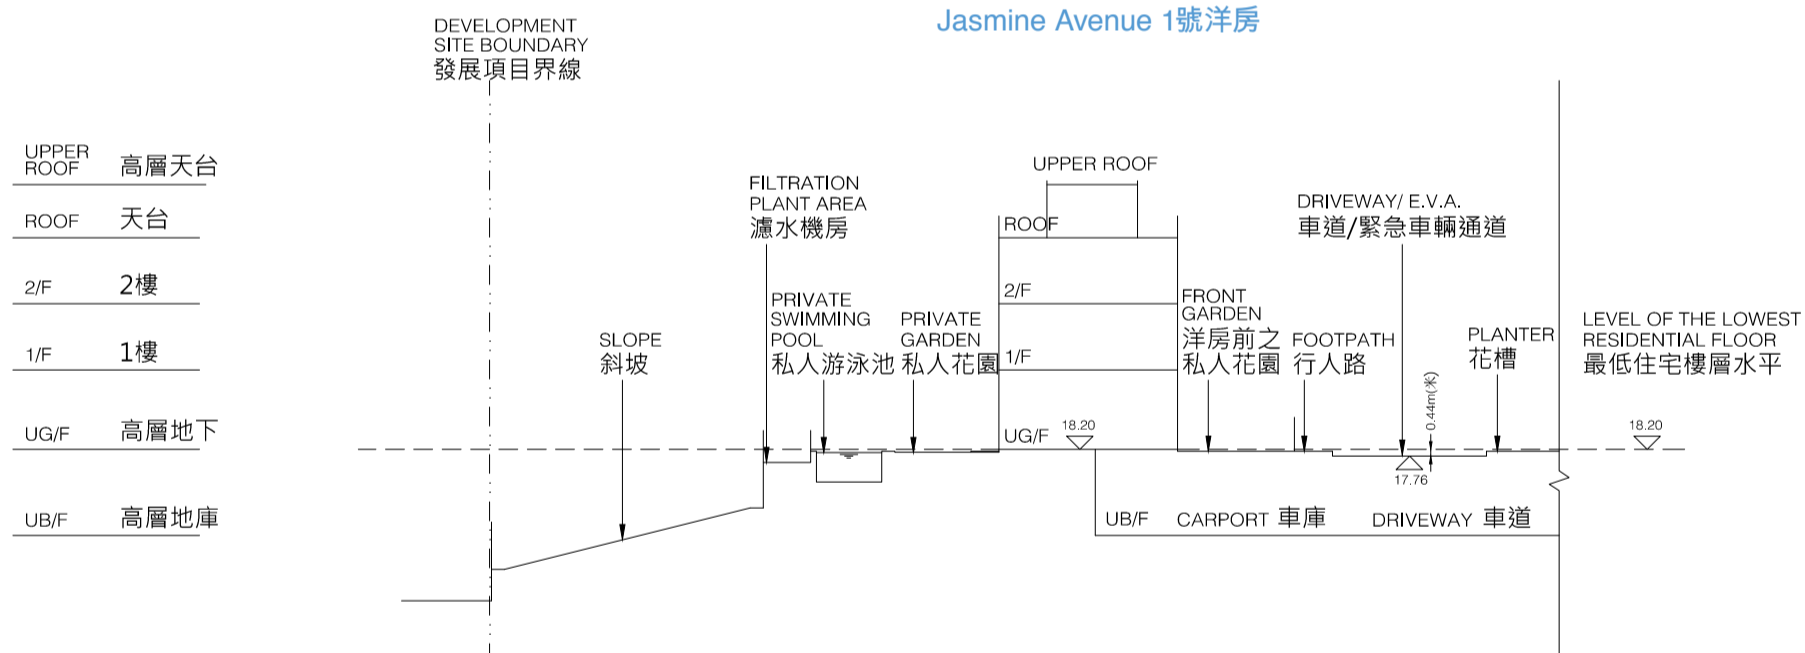 Jasmine Avenue 1號洋房
DEVELOPMENT
SITE BOUNDARY
發展項目界線
UPPER
ROOF 高層天台
ROOF 天台
2/F 2樓
1/F 1樓
UG/F 高層地下
UB/F 高層地庫
SLOPE
斜坡
FILTRATION
PLANT AREA
濾水機房
PRIVATE
SWIMMING
POOL
私人游泳池
PRIVATE
GARDEN
私人花園
UPPER ROOF
ROOF
2/F
1/F
UG/F
18.20
FRONT
GARDEN
洋房前之
私人花園
FOOTPATH
行人路
DRIVEWAY/ E.V.A.
車道/緊急車輛通道
0.44m(米)
17.76
PLANTER
花槽
LEVEL OF THE LOWEST
RESIDENTIAL FLOOR
最低住宅樓層水平
18.20
UB/F CARPORT 車庫 DRIVEWAY 車道